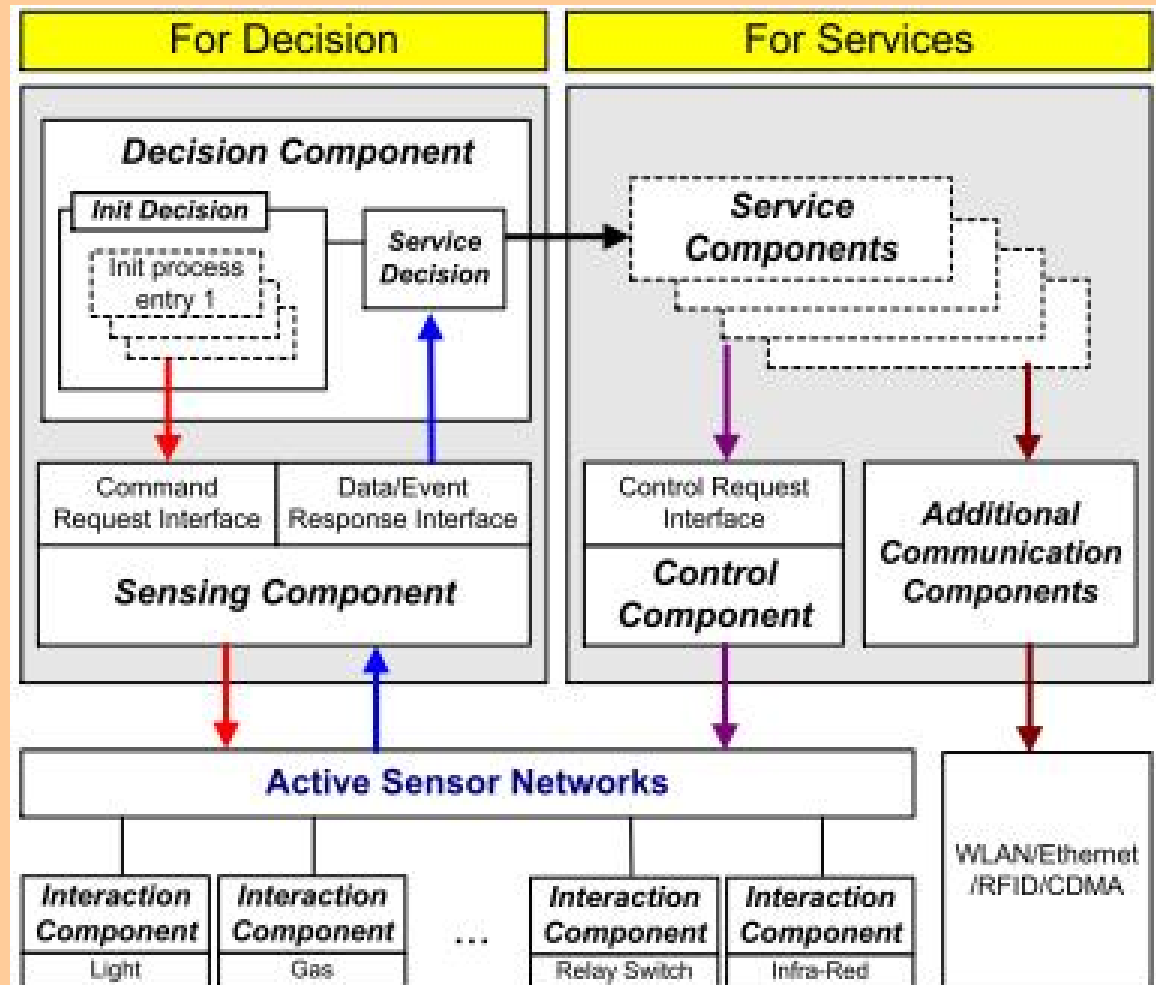 For Decision
For Services
Decision Component
Init Decision
Init process
entry 1
Service
Decision
Service
Components
Command
Request Interface
Data/Event
Response Interface
Sensing Component
Control Request
Interface
Control
Component
Additional
Communication
Components
Active Sensor Networks
Interaction
Component
Light
Interaction
Component
Gas
...
Interaction
Component
Relay Switch
Interaction
Component
Infra-Red
WLAN/Ethernet
/RFID/CDMA